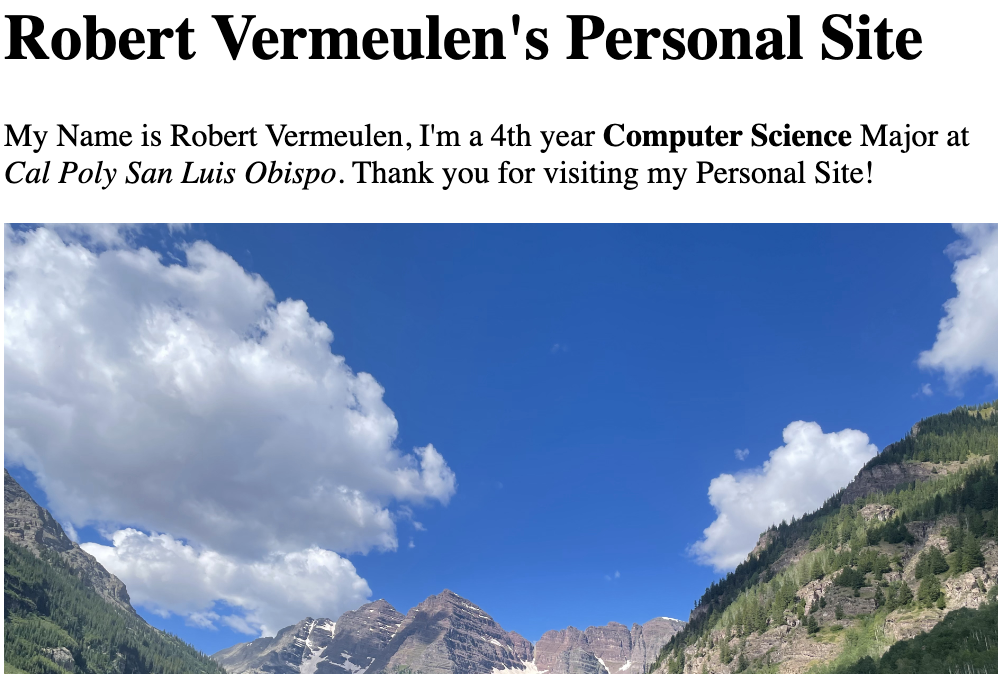 Robert Vermeulen's Personal Site
My Name is Robert Vermeulen, I'm a 4th year Computer Science Major at
Cal Poly San Luis Obispo. Thank you for visiting my Personal Site!